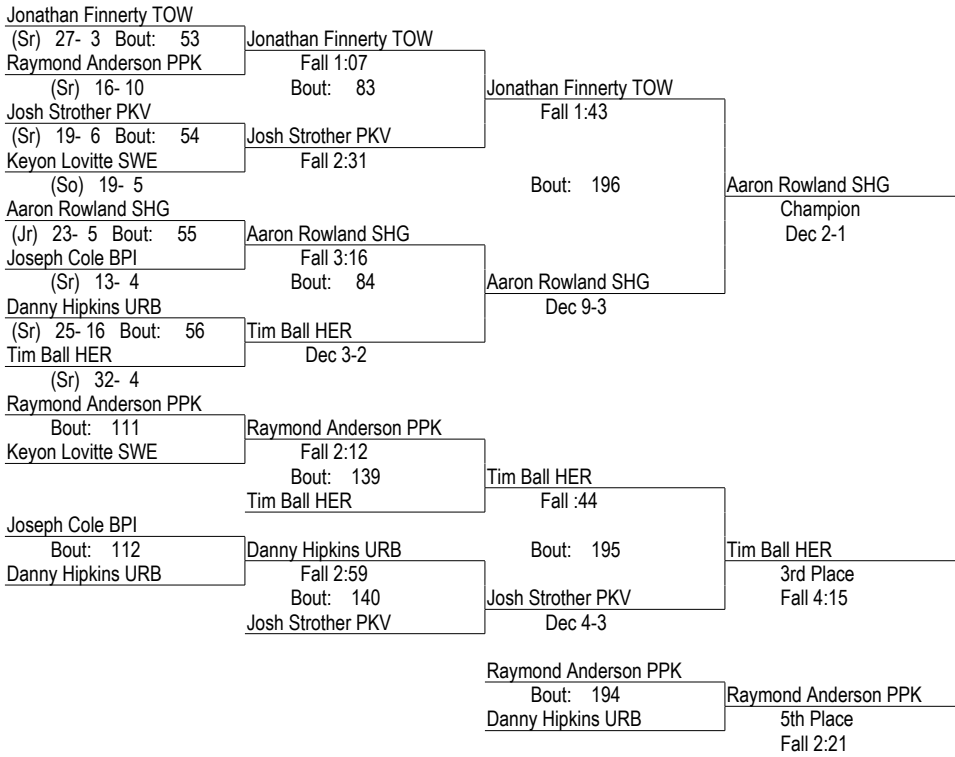 Jonathan Finnerty TOW
(Sr) 27- 3 Bout: 53
Raymond Anderson PPK
(Sr) 16- 10
Josh Strother PKV
(Sr) 19- 6 Bout: 54
Keyon Lovitte SWE
(So) 19- 5
Aaron Rowland SHG
(Jr) 23- 5 Bout: 55
Joseph Cole BPI
(Sr) 13- 4
Danny Hipkins URB
(Sr) 25- 16 Bout: 56
Tim Ball HER
(Sr) 32- 4
Jonathan Finnerty TOW
Fall 1:07
Bout: 83
Josh Strother PKV
Fall 2:31
Aaron Rowland SHG
Fall 3:16
Bout: 84
Tim Ball HER
Dec 3-2
Jonathan Finnerty TOW
Fall 1:43
Bout: 196
Aaron Rowland SHG
Dec 9-3
Aaron Rowland SHG
Champion
Dec 2-1
Raymond Anderson PPK
Bout: 111
Keyon Lovitte SWE
Joseph Cole BPI
Bout: 112
Danny Hipkins URB
Raymond Anderson PPK
Fall 2:12
Bout: 139
Tim Ball HER
Danny Hipkins URB
Fall 2:59
Bout: 140
Josh Strother PKV
Tim Ball HER
Fall :44
Bout: 195
Josh Strother PKV
Dec 4-3
Tim Ball HER
3rd Place
Fall 4:15
Raymond Anderson PPK
Bout: 194
Danny Hipkins URB
Raymond Anderson PPK
5th Place
Fall 2:21